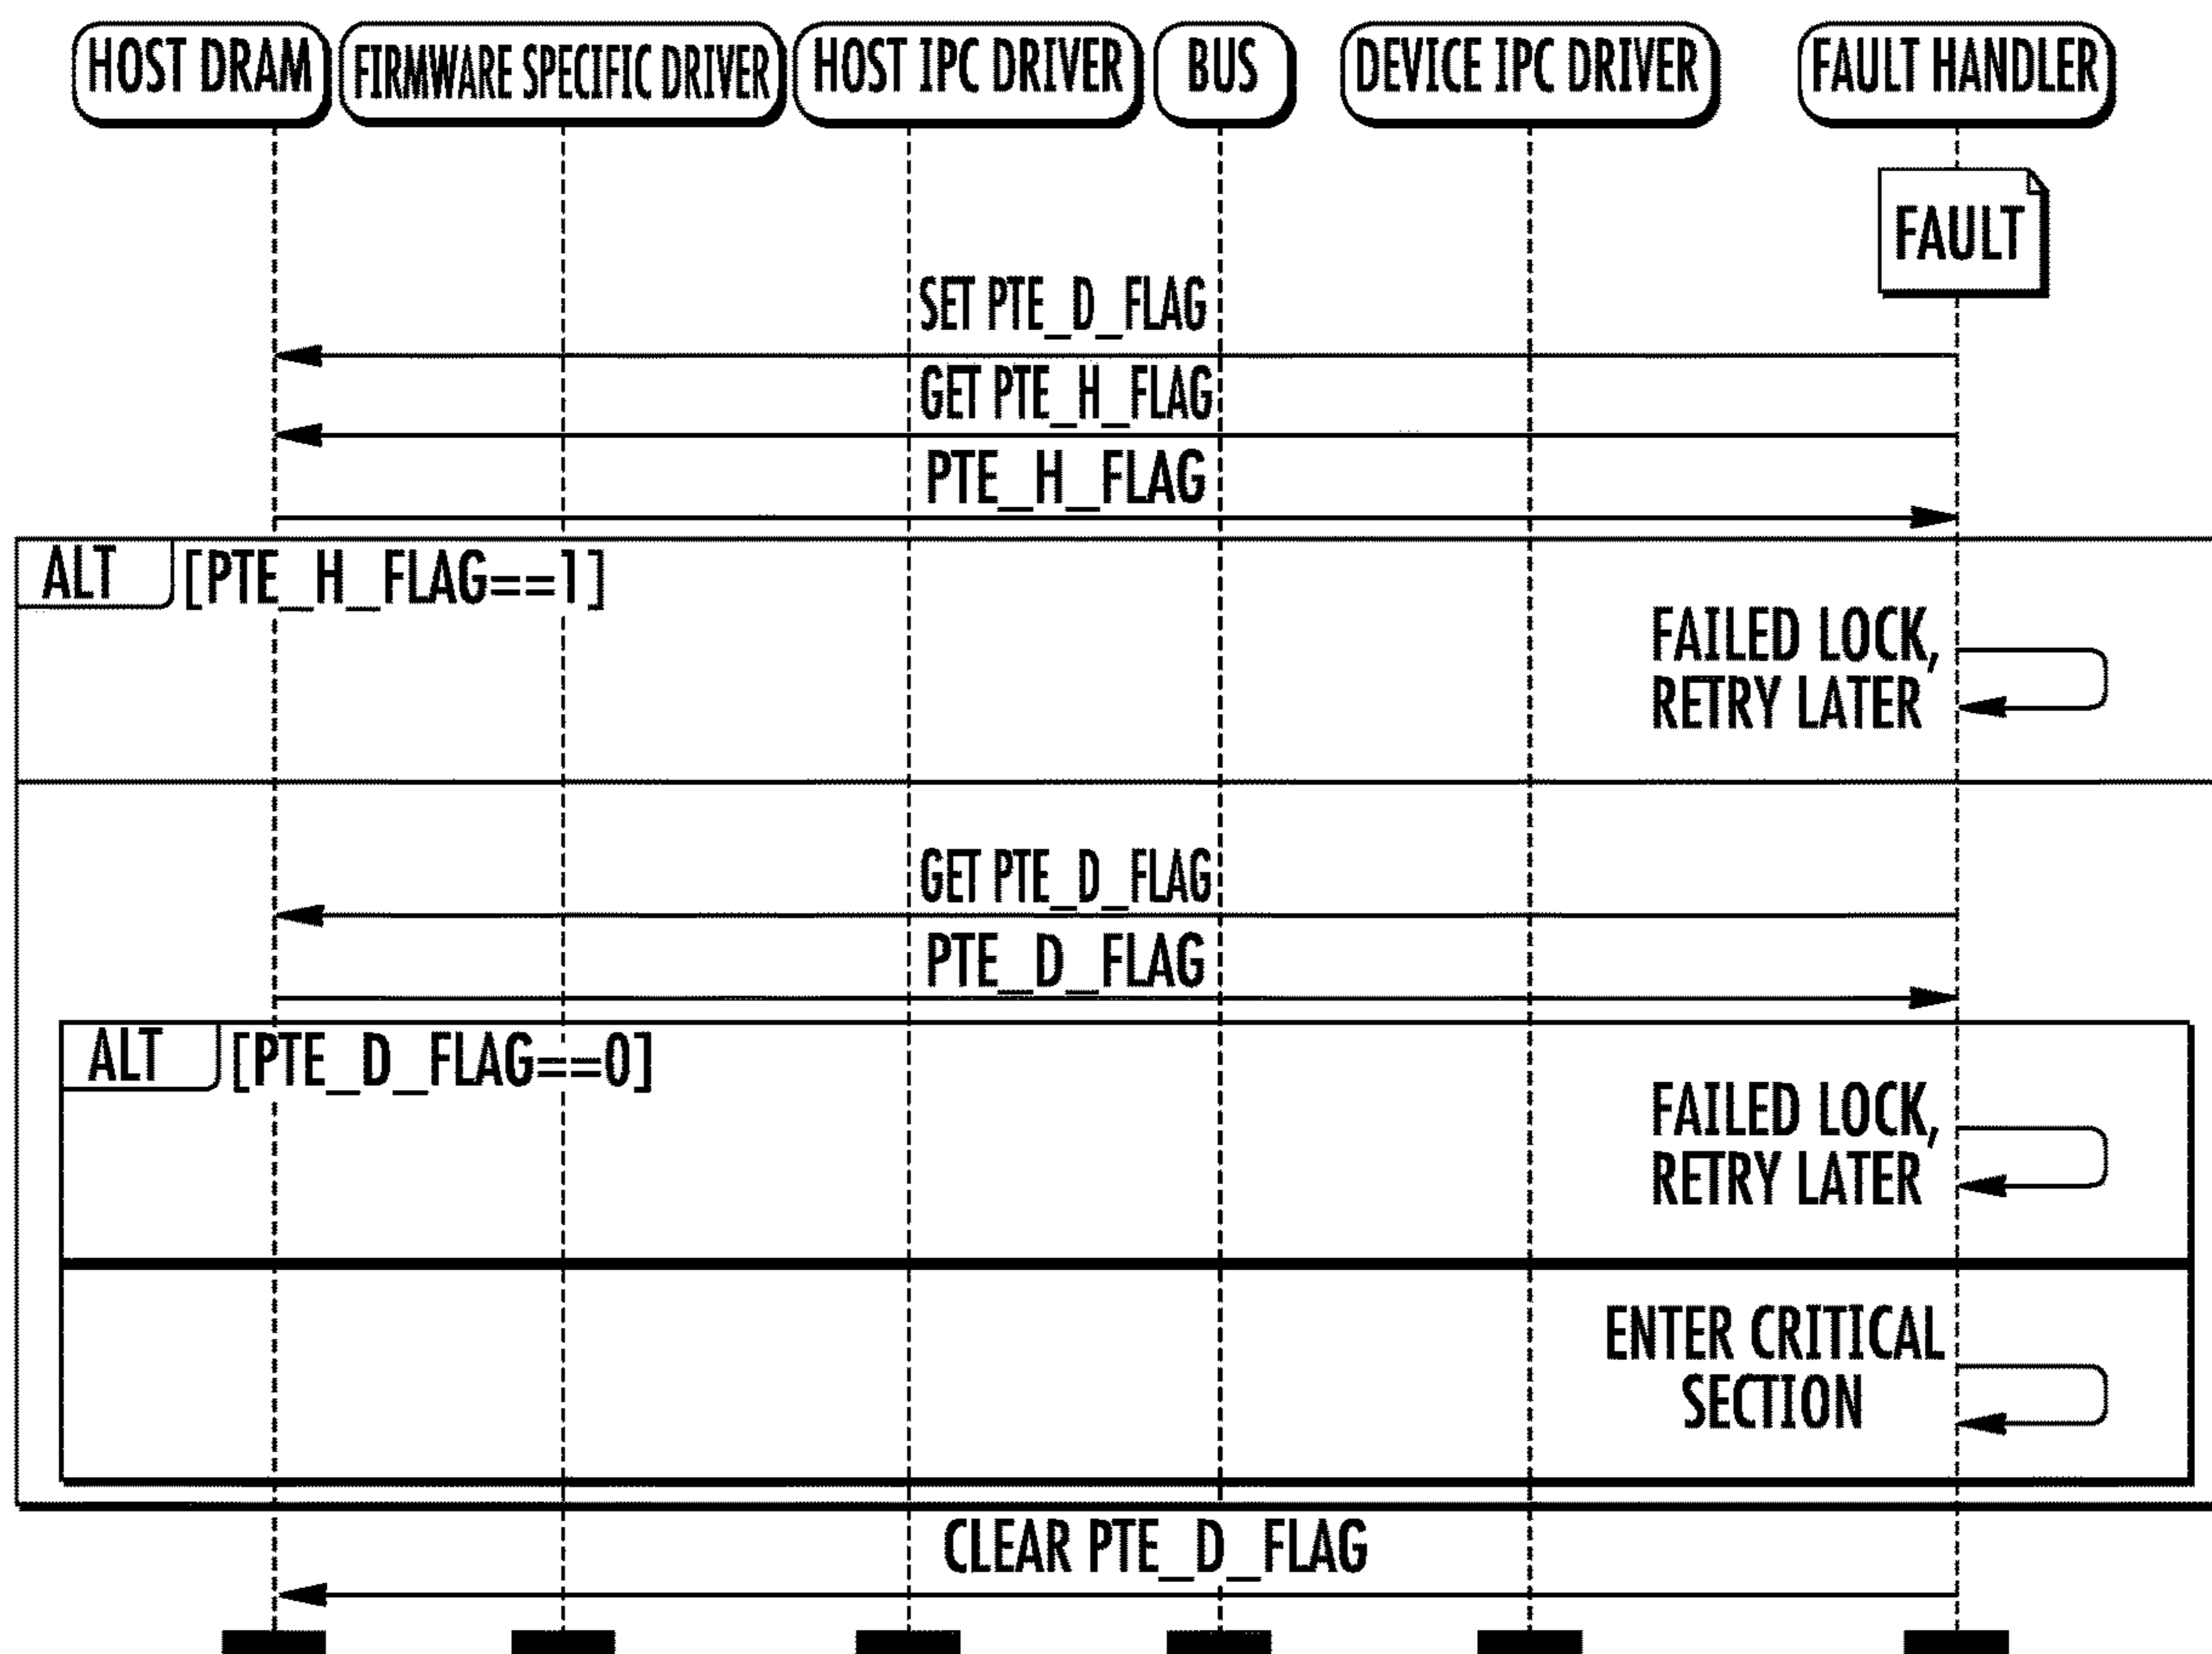 HOST DRAM
FIRMWARE SPECIFIC DRIVER
HOST IPC DRIVER
BUS
DEVICE IPC DRIVER
FAULT HANDLER
FAULT
SET PTE_D_FLAG
GET PTE_H_FLAG
PTE_H_FLAG
ALT [PTE_H_FLAG==1]
FAILED LOCK,
RETRY LATER
GET PTE_D_FLAG
PTE_D_FLAG
ALT [PTE_D_FLAG==0]
FAILED LOCK,
RETRY LATER
ENTER CRITICAL
SECTION
CLEAR PTE_D_FLAG